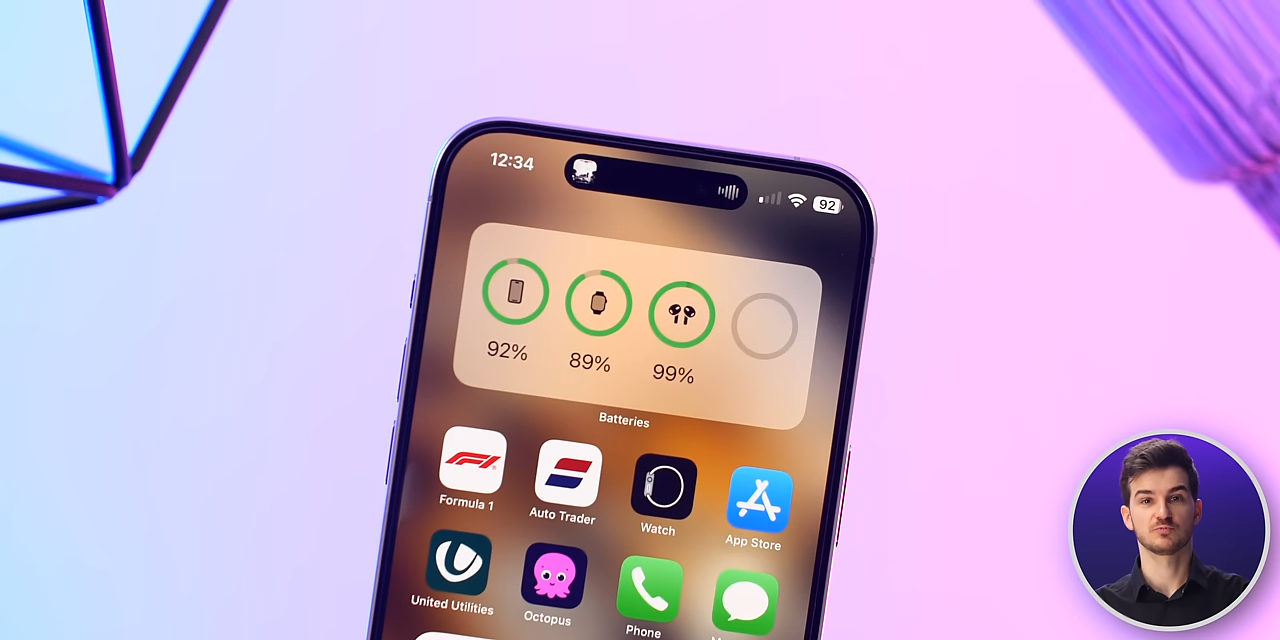 12:34
92
92%
89%
99%
Batteries
Formula 1
Auto Trader
Watch
App Store
United Utilities
Octopus
Phone